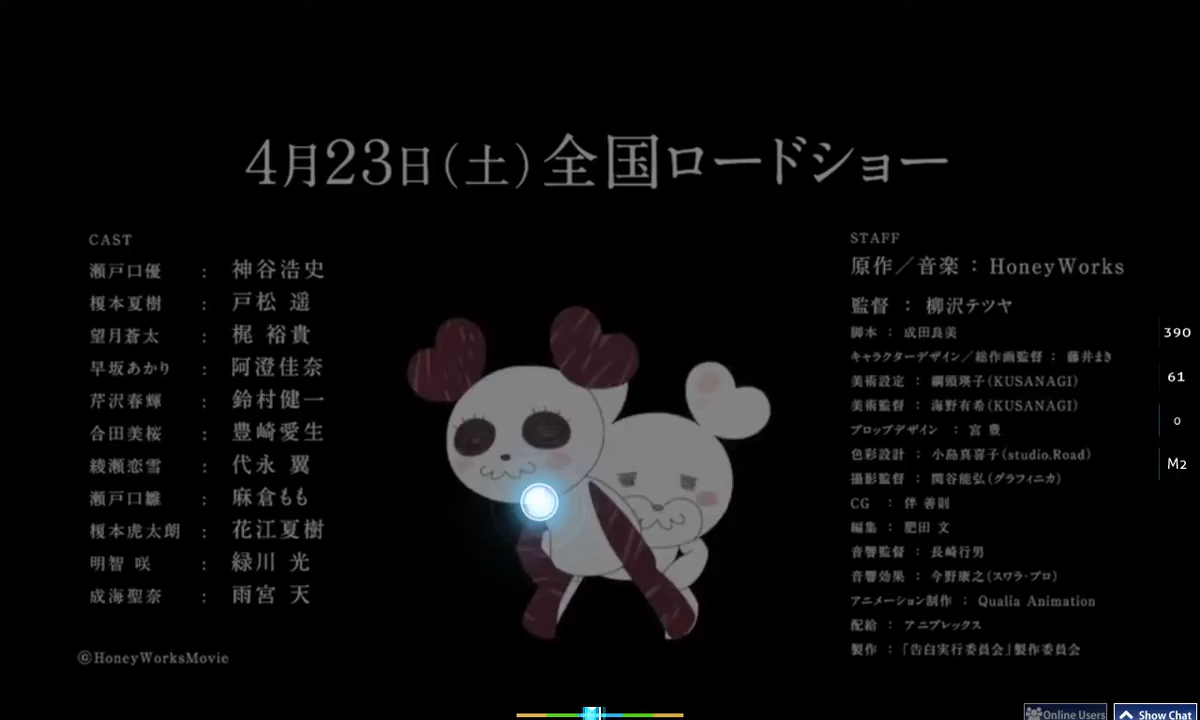 4月23日(土)全国ロードショー
CAST
瀬戸口優 : 神谷浩史
榎本夏樹 : 戸松 遥
望月蒼太 : 梶 裕貴
早坂あかり : 阿澄佳奈
芹沢春輝 : 鈴村健一
合田美桜 : 豊崎愛生
綾瀬恋雪 : 代永 翼
瀬戸口雛 : 麻倉もも
榎本虎太朗 : 花江夏樹
明智 咲 : 緑川 光
成海聖奈 : 雨宮 天
©HoneyWorksMovie
STAFF
原作/音楽 : HoneyWorks
監督 : 柳沢テツヤ
脚本 : 成田良美
キャラクターデザイン/総作画監督 : 藤井まき
美術設定 : 綱頭瑛子(KUSANAGI)
美術監督 : 海野有希(KUSANAGI)
プロップデザイン : 宮 豊
色彩設計 : 小島真喜子(studio.Road)
撮影監督 : 関谷能弘(グラフィニカ)
CG : 伴 善則
編集 : 肥田 文
音響監督 : 長崎行男
音響効果 : 今野康之(スワラ・プロ)
アニメーション制作 : Qualia Animation
配給 : アニプレックス
製作 : 「告白実行委員会」製作委員会
390
61
0
M2
Online Users
Show Chat